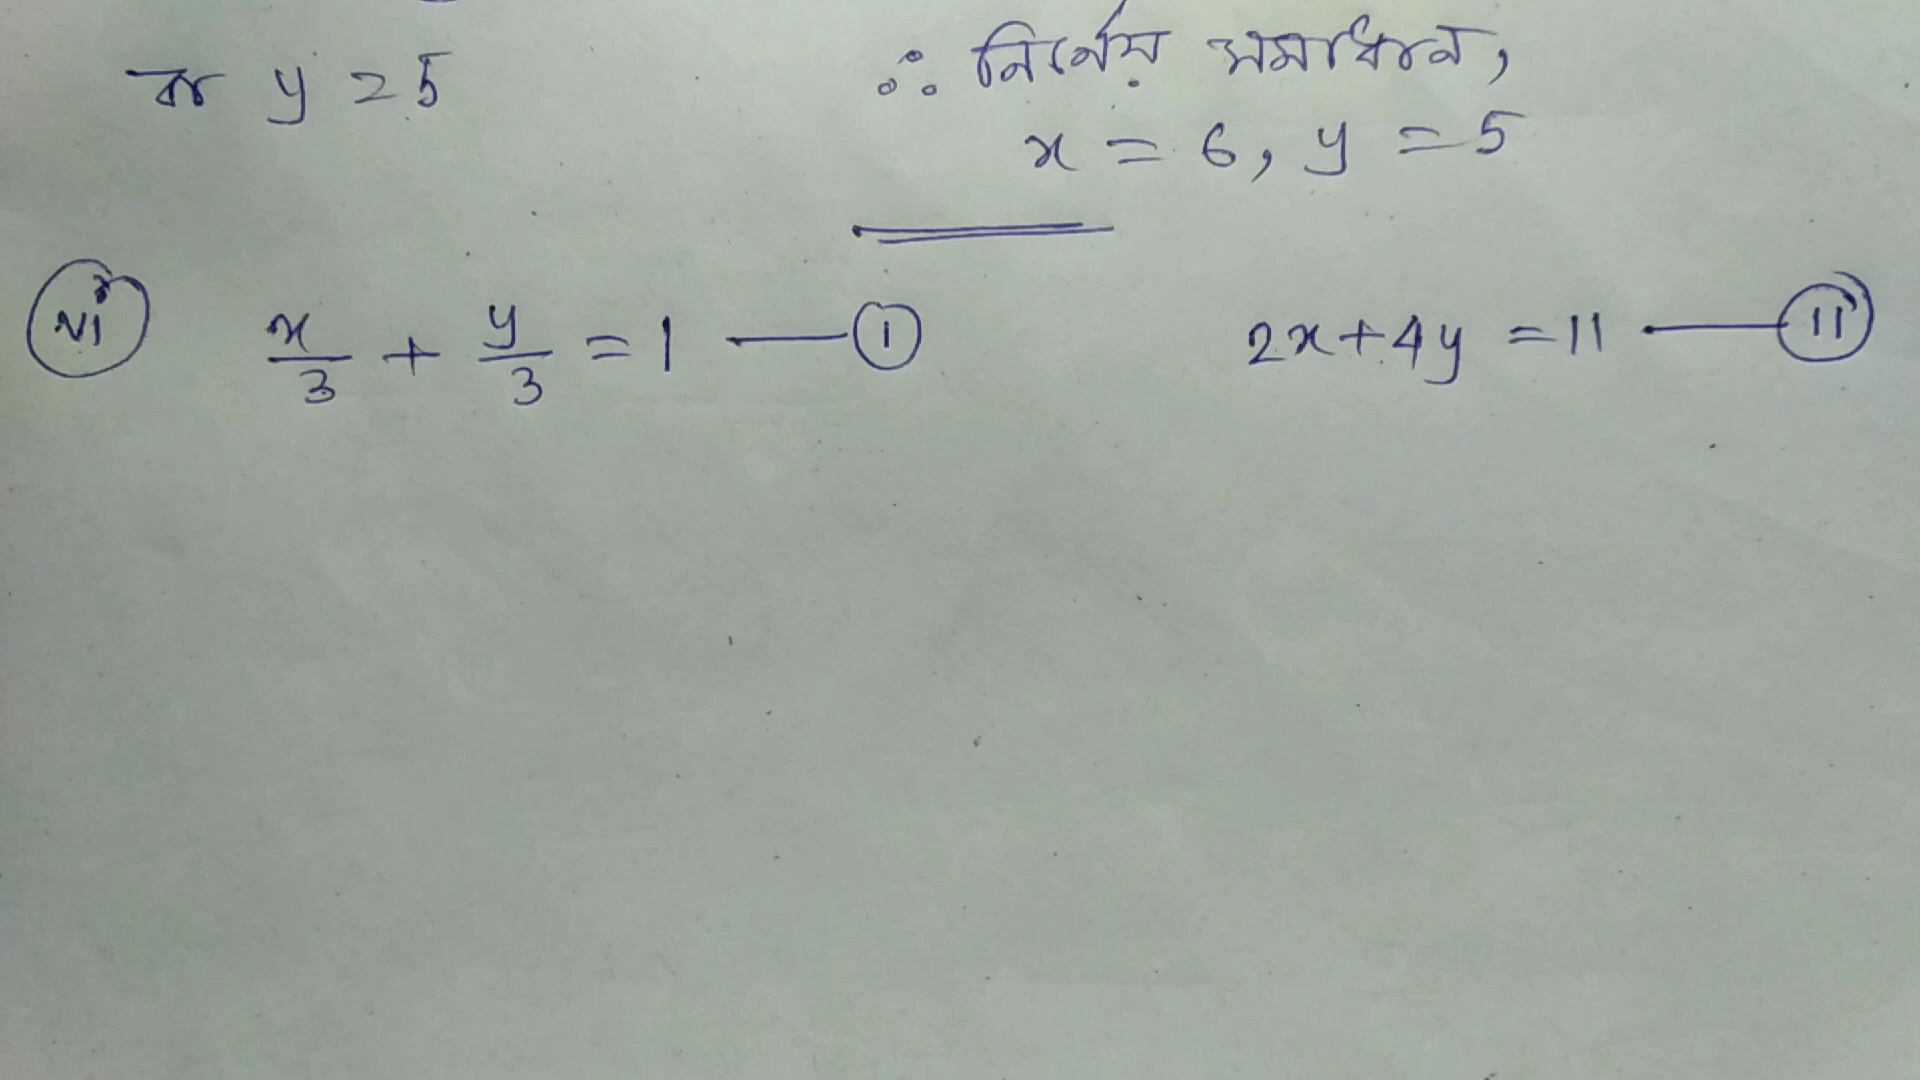 বা y = 5
∴ নির্ণেয় সমাধান,
x = 6, y = 5
vi x/3 + y/3 = 1 — I
2x + 4y = 11 — II